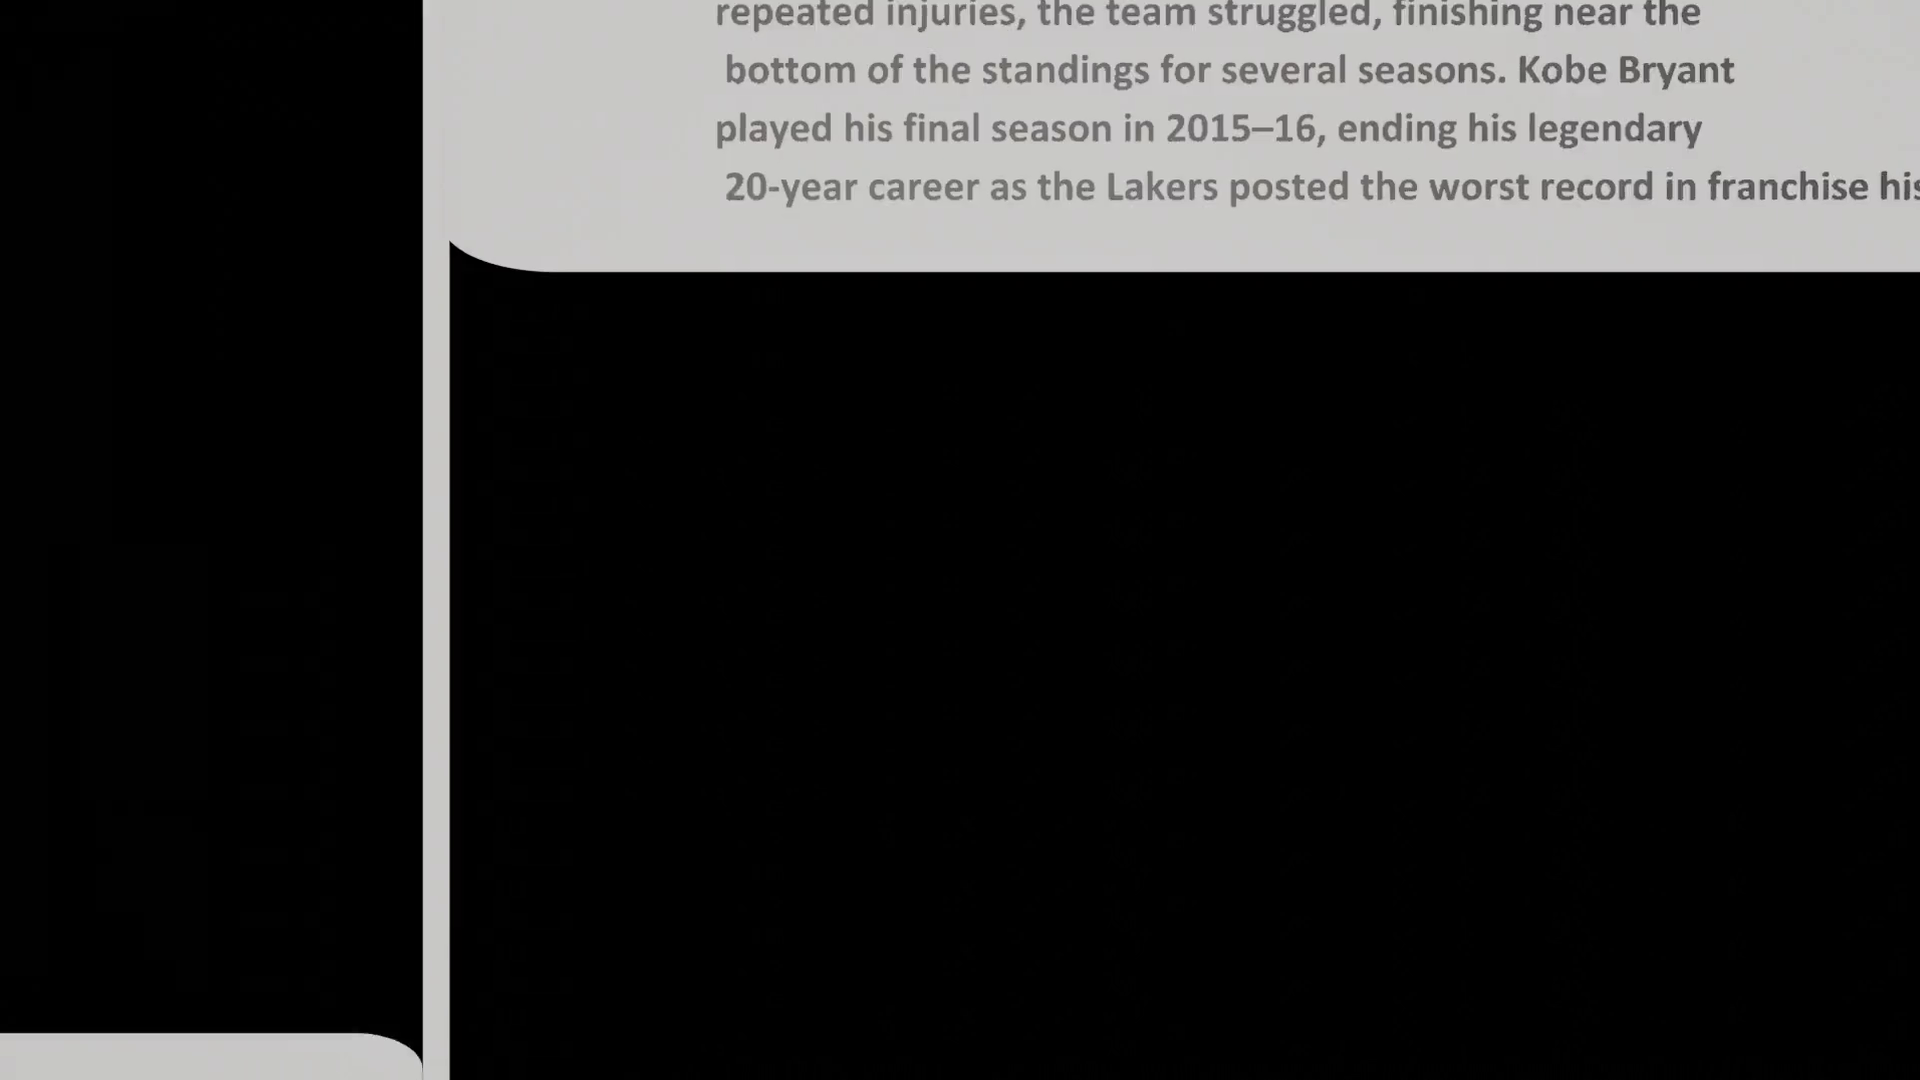 repeated injuries, the team struggled, finishing near the
bottom of the standings for several seasons. Kobe Bryant
played his final season in 2015–16, ending his legendary
20-year career as the Lakers posted the worst record in franchise his